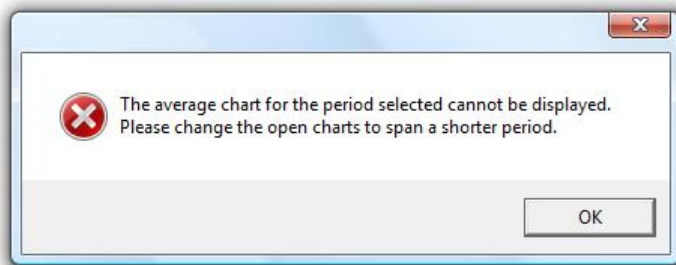 The average chart for the period selected cannot be displayed.
Please change the open charts to span a shorter period.
OK